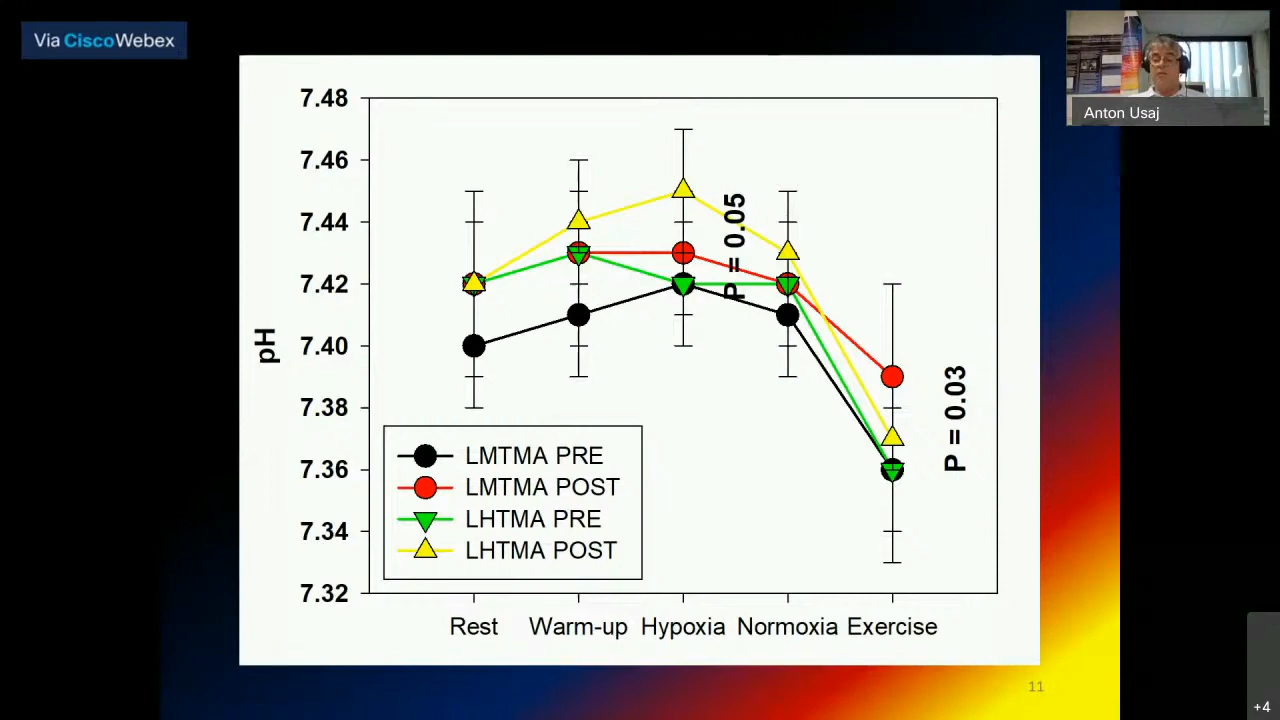 Via CiscoWebex
Anton Usaj
7.48
7.46
7.44
7.42
7.40
7.38
7.36
7.34
7.32
pH
P = 0.05
P = 0.03
LMTMA PRE
LMTMA POST
LHTMA PRE
LHTMA POST
Rest Warm-up Hypoxia Normoxia Exercise
11
+4